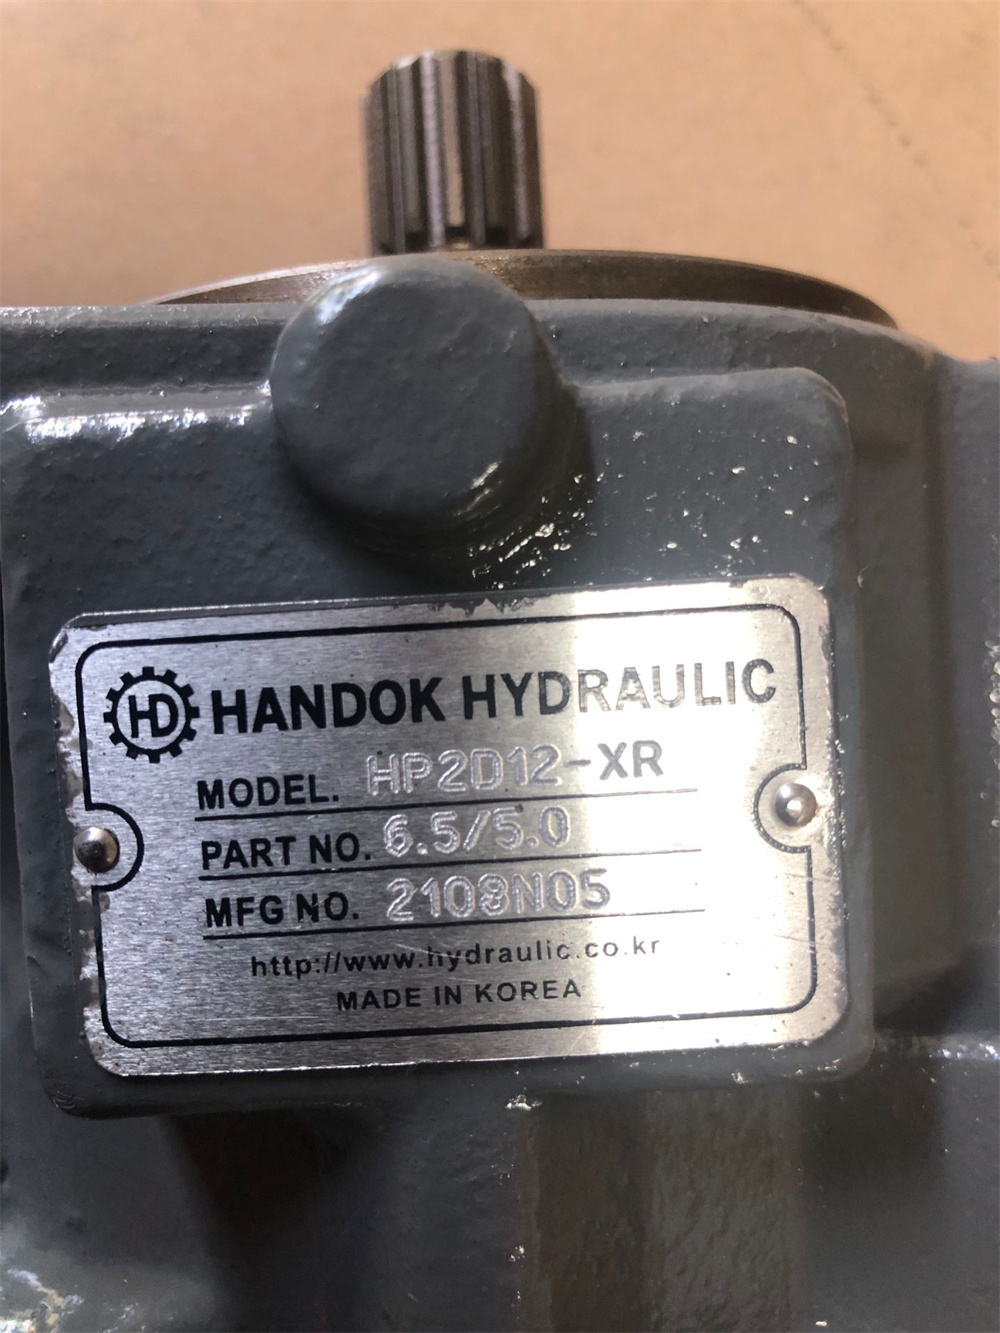 HD HANDOK HYDRAULIC
MODEL. HP2D12-XR
PART NO. 6.5/5.0
MFG NO. 2108N05
http://www.hydraulic.co.kr
MADE IN KOREA